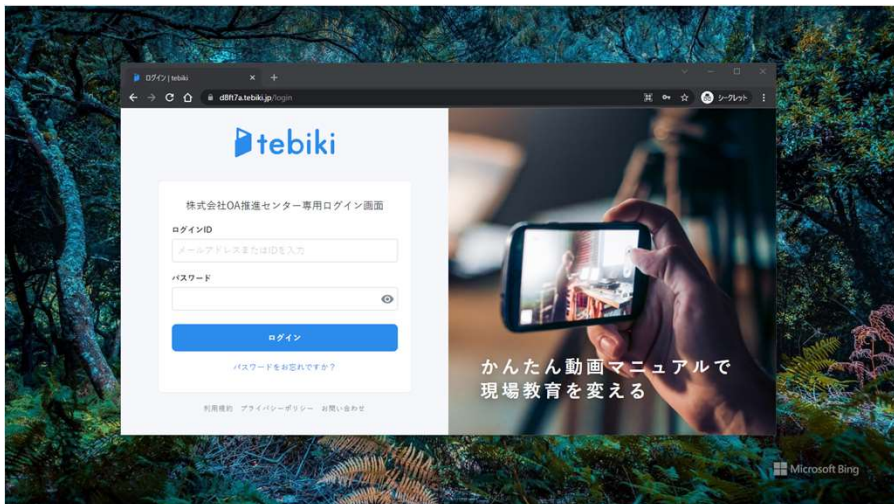 ログイン | tebiki
d8ft7a.tebiki.jp/login
シークレット
tebiki
株式会社OA推進センター専用ログイン画面
ログインID
メールアドレスまたはIDを入力
パスワード
ログイン
パスワードをお忘れですか？
利用規約 プライバシーポリシー お問い合わせ
かんたん動画マニュアルで
現場教育を変える
Microsoft Bing